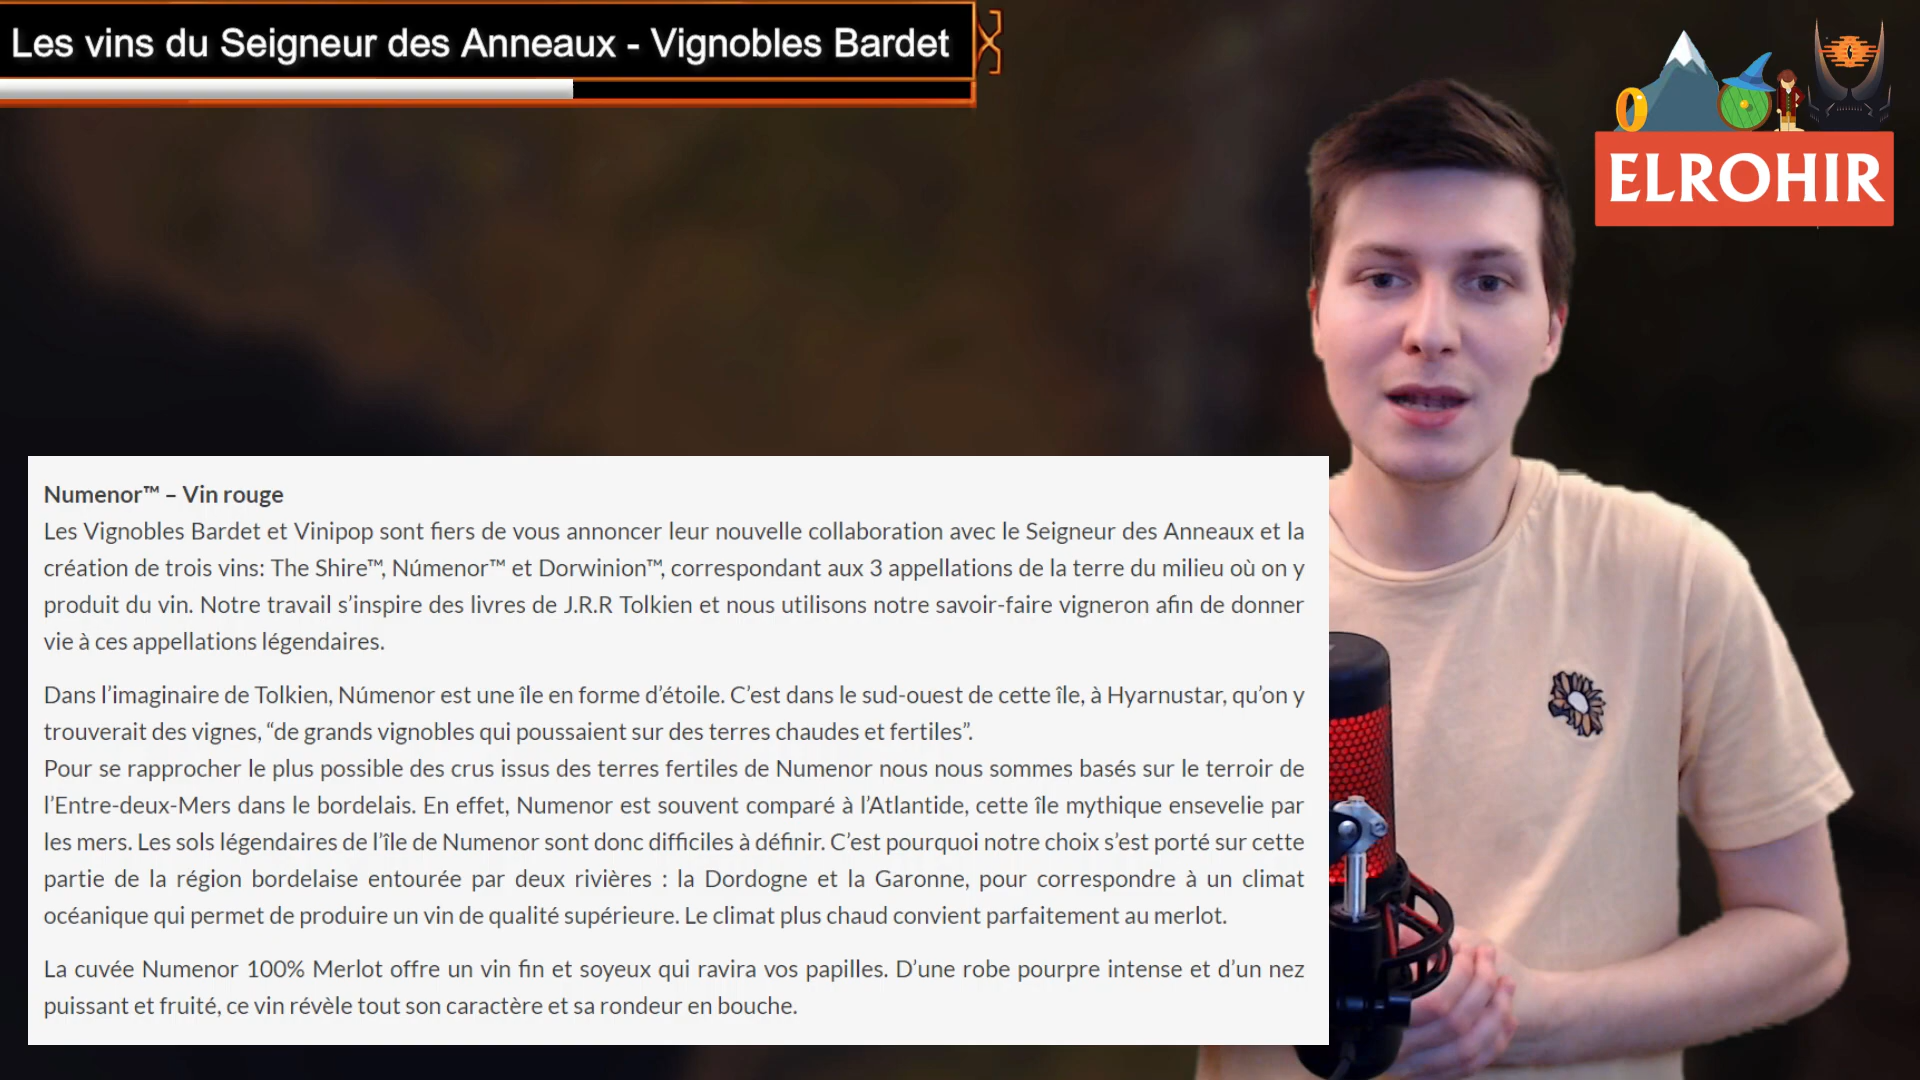 Les vins du Seigneur des Anneaux - Vignobles Bardet
ELROHIR
Numenor™ – Vin rouge
Les Vignobles Bardet et Vinipop sont fiers de vous annoncer leur nouvelle collaboration avec le Seigneur des Anneaux et la
création de trois vins: The Shire™, Númenor™ et Dorwinion™, correspondant aux 3 appellations de la terre du milieu où on y
produit du vin. Notre travail s’inspire des livres de J.R.R Tolkien et nous utilisons notre savoir-faire vigneron afin de donner
vie à ces appellations légendaires.
Dans l’imaginaire de Tolkien, Númenor est une île en forme d’étoile. C’est dans le sud-ouest de cette île, à Hyarnustar, qu’on y
trouverait des vignes, “de grands vignobles qui poussaient sur des terres chaudes et fertiles”.
Pour se rapprocher le plus possible des crus issus des terres fertiles de Numenor nous nous sommes basés sur le terroir de
l’Entre-deux-Mers dans le bordelais. En effet, Numenor est souvent comparé à l’Atlantide, cette île mythique ensevelie par
les mers. Les sols légendaires de l’île de Numenor sont donc difficiles à définir. C’est pourquoi notre choix s’est porté sur cette
partie de la région bordelaise entourée par deux rivières : la Dordogne et la Garonne, pour correspondre à un climat
océanique qui permet de produire un vin de qualité supérieure. Le climat plus chaud convient parfaitement au merlot.
La cuvée Numenor 100% Merlot offre un vin fin et soyeux qui ravira vos papilles. D’une robe pourpre intense et d’un nez
puissant et fruité, ce vin révèle tout son caractère et sa rondeur en bouche.